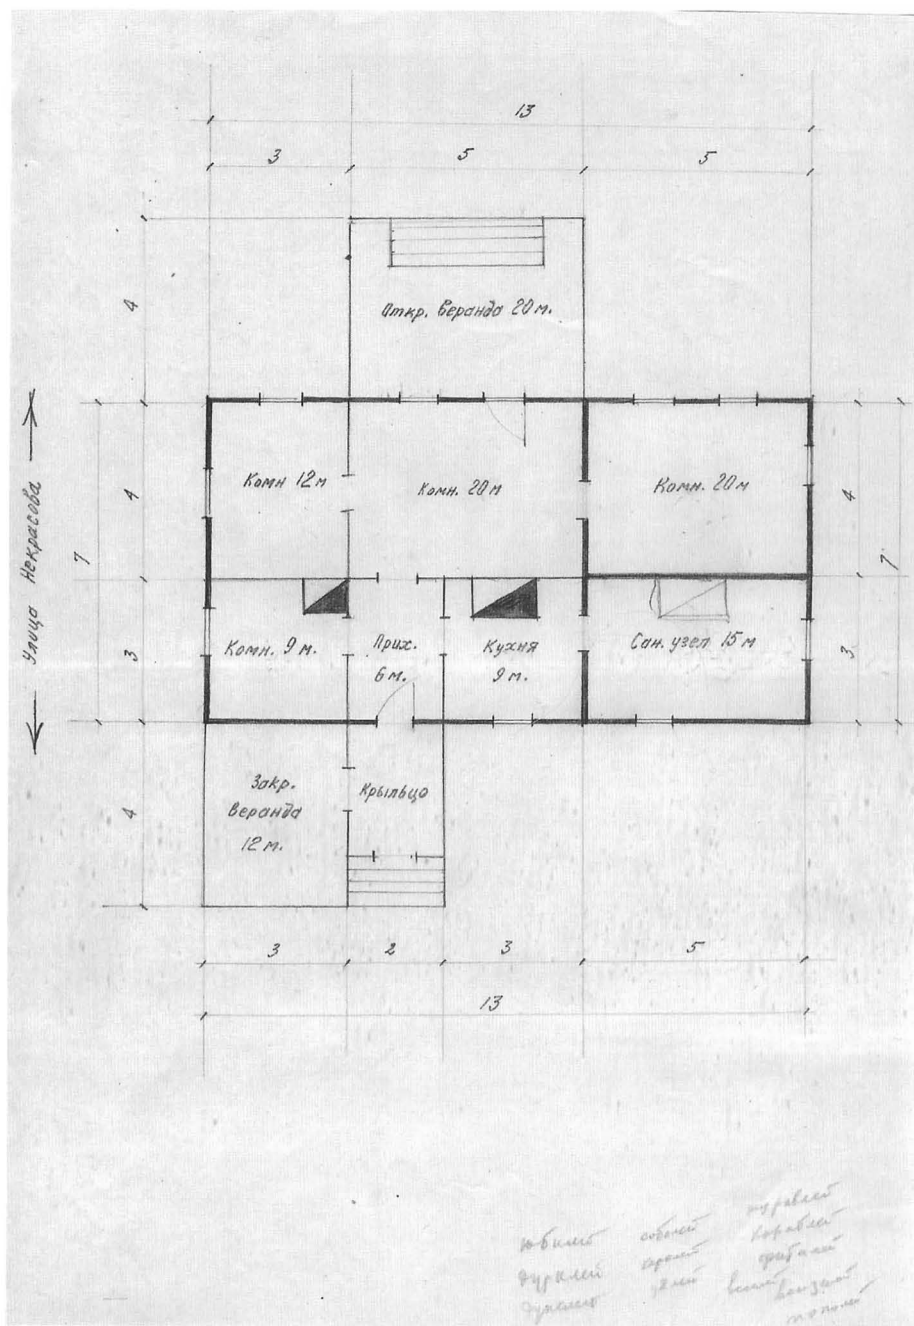 13
3 5 5
4
Откр. веранда 20 м.
Улица Некрасова
7
4
Комн 12 м
Комн. 20 м
Комн. 20 м
4
7
3
Комн. 9 м.
Прих.
6 м.
Кухня
9 м.
Сан. узел 15 м
3
4
Закр.
веранда
12 м.
Крыльцо
3 2 3 5
13
юбилей